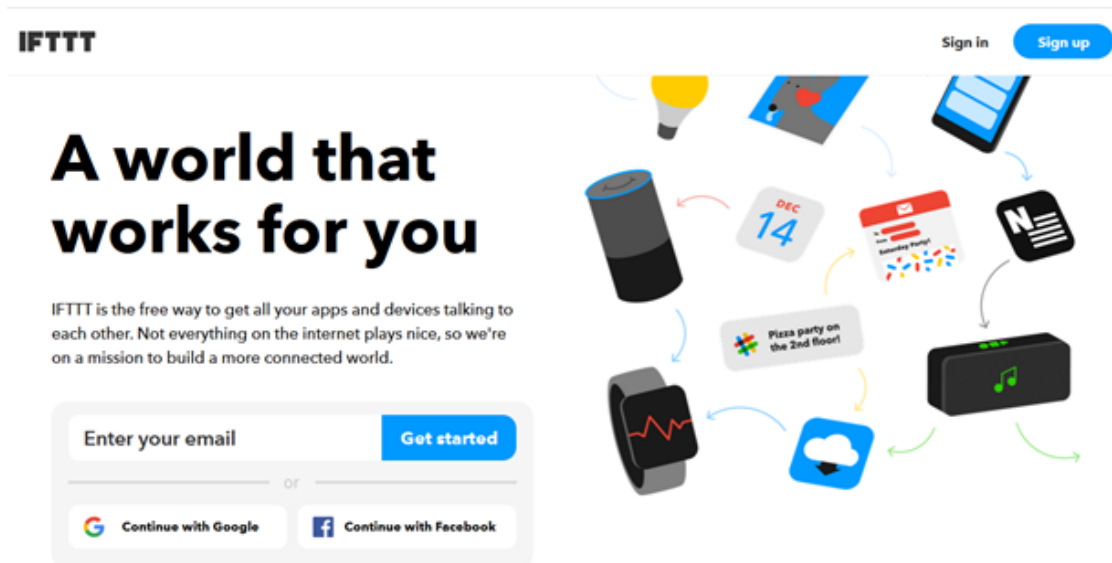 IFTTT
Sign in
Sign up
A world that
works for you
IFTTT is the free way to get all your apps and devices talking to
each other. Not everything on the internet plays nice, so we're
on a mission to build a more connected world.
Enter your email
Get started
or
Continue with Google
Continue with Facebook
DEC
14
To
From
Saturday Party!
N
Pizza party on
the 2nd floor!